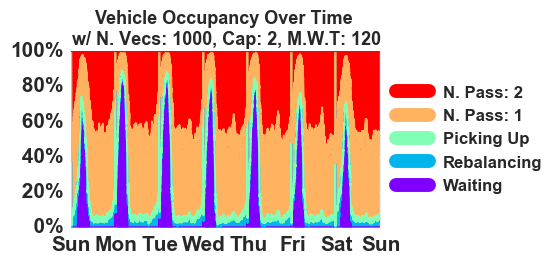 Vehicle Occupancy Over Time
w/ N. Vecs: 1000, Cap: 2, M.W.T: 120
100%
80%
60%
40%
20%
0%
Sun Mon Tue Wed Thu Fri Sat Sun
N. Pass: 2
N. Pass: 1
Picking Up
Rebalancing
Waiting